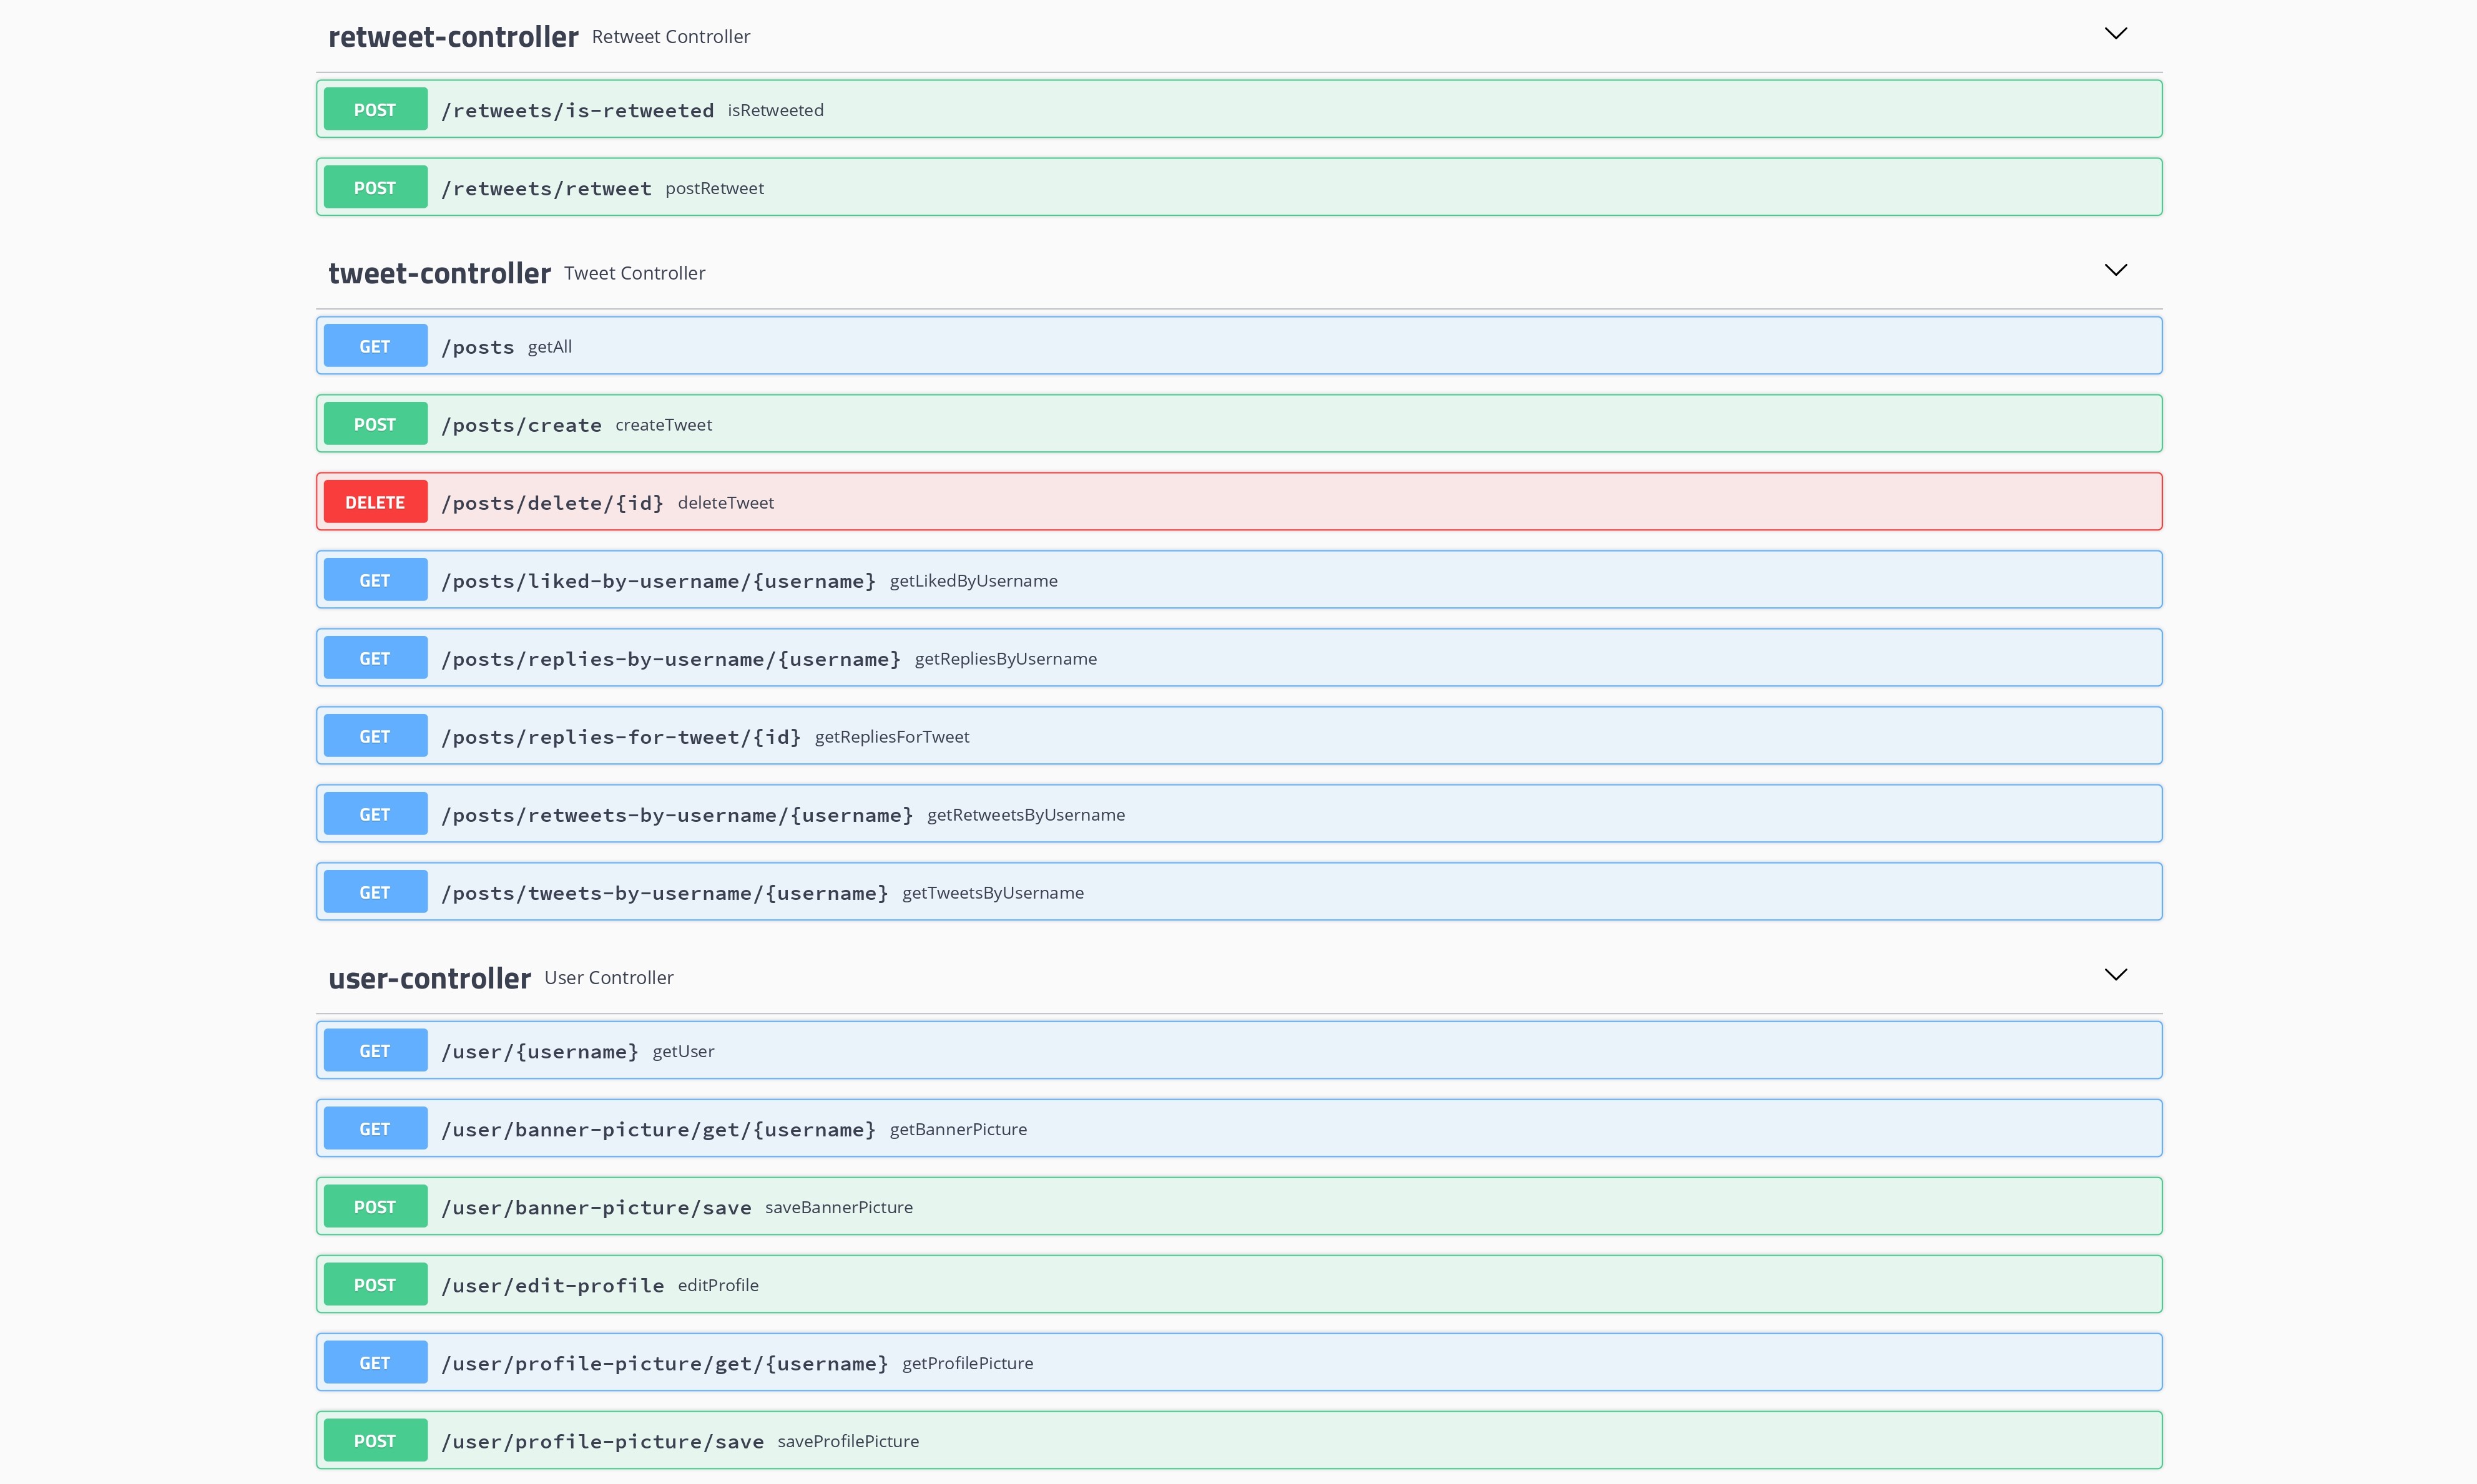 retweet-controller Retweet Controller
POST /retweets/is-retweeted isRetweeted
POST /retweets/retweet postRetweet
tweet-controller Tweet Controller
GET /posts getAll
POST /posts/create createTweet
DELETE /posts/delete/{id} deleteTweet
GET /posts/liked-by-username/{username} getLikedByUsername
GET /posts/replies-by-username/{username} getRepliesByUsername
GET /posts/replies-for-tweet/{id} getRepliesForTweet
GET /posts/retweets-by-username/{username} getRetweetsByUsername
GET /posts/tweets-by-username/{username} getTweetsByUsername
user-controller User Controller
GET /user/{username} getUser
GET /user/banner-picture/get/{username} getBannerPicture
POST /user/banner-picture/save saveBannerPicture
POST /user/edit-profile editProfile
GET /user/profile-picture/get/{username} getProfilePicture
POST /user/profile-picture/save saveProfilePicture